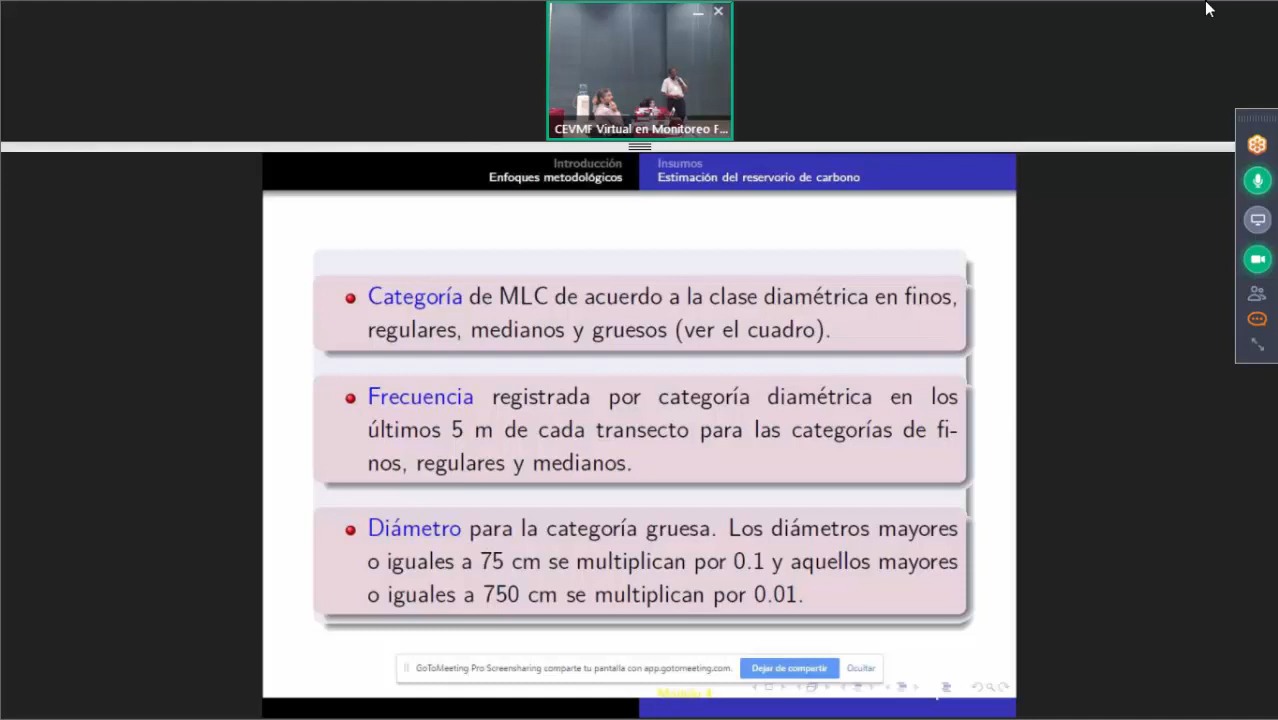 CEVMF Virtual en Monitoreo F...
Introducción
Enfoques metodológicos
Insumos
Estimación del reservorio de carbono
Categoría de MLC de acuerdo a la clase diamétrica en finos,
regulares, medianos y gruesos (ver el cuadro).
Frecuencia registrada por categoría diamétrica en los
últimos 5 m de cada transecto para las categorías de fi-
nos, regulares y medianos.
Diámetro para la categoría gruesa. Los diámetros mayores
o iguales a 75 cm se multiplican por 0.1 y aquellos mayores
o iguales a 750 cm se multiplican por 0.01.
GoToMeeting Pro Screensharing comparte tu pantalla con app.gotomeeting.com.
Dejar de compartir
Ocultar